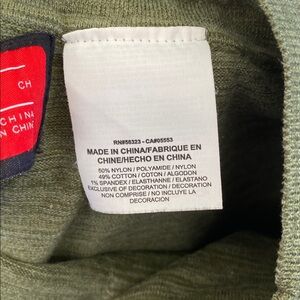 CH
CHINA
N CHIN
RN#56323 - CA#05553
MADE IN CHINA/FABRIQUE EN
CHINE/HECHO EN CHINA
50% NYLON / POLYAMIDE / NYLON
49% COTTON / COTON / ALGODON
1% SPANDEX / ELASTHANNE / ELASTANO
EXCLUSIVE OF DECORATION / DECORATION
NON COMPRISE / NO INCLUYE LA
DECORACION